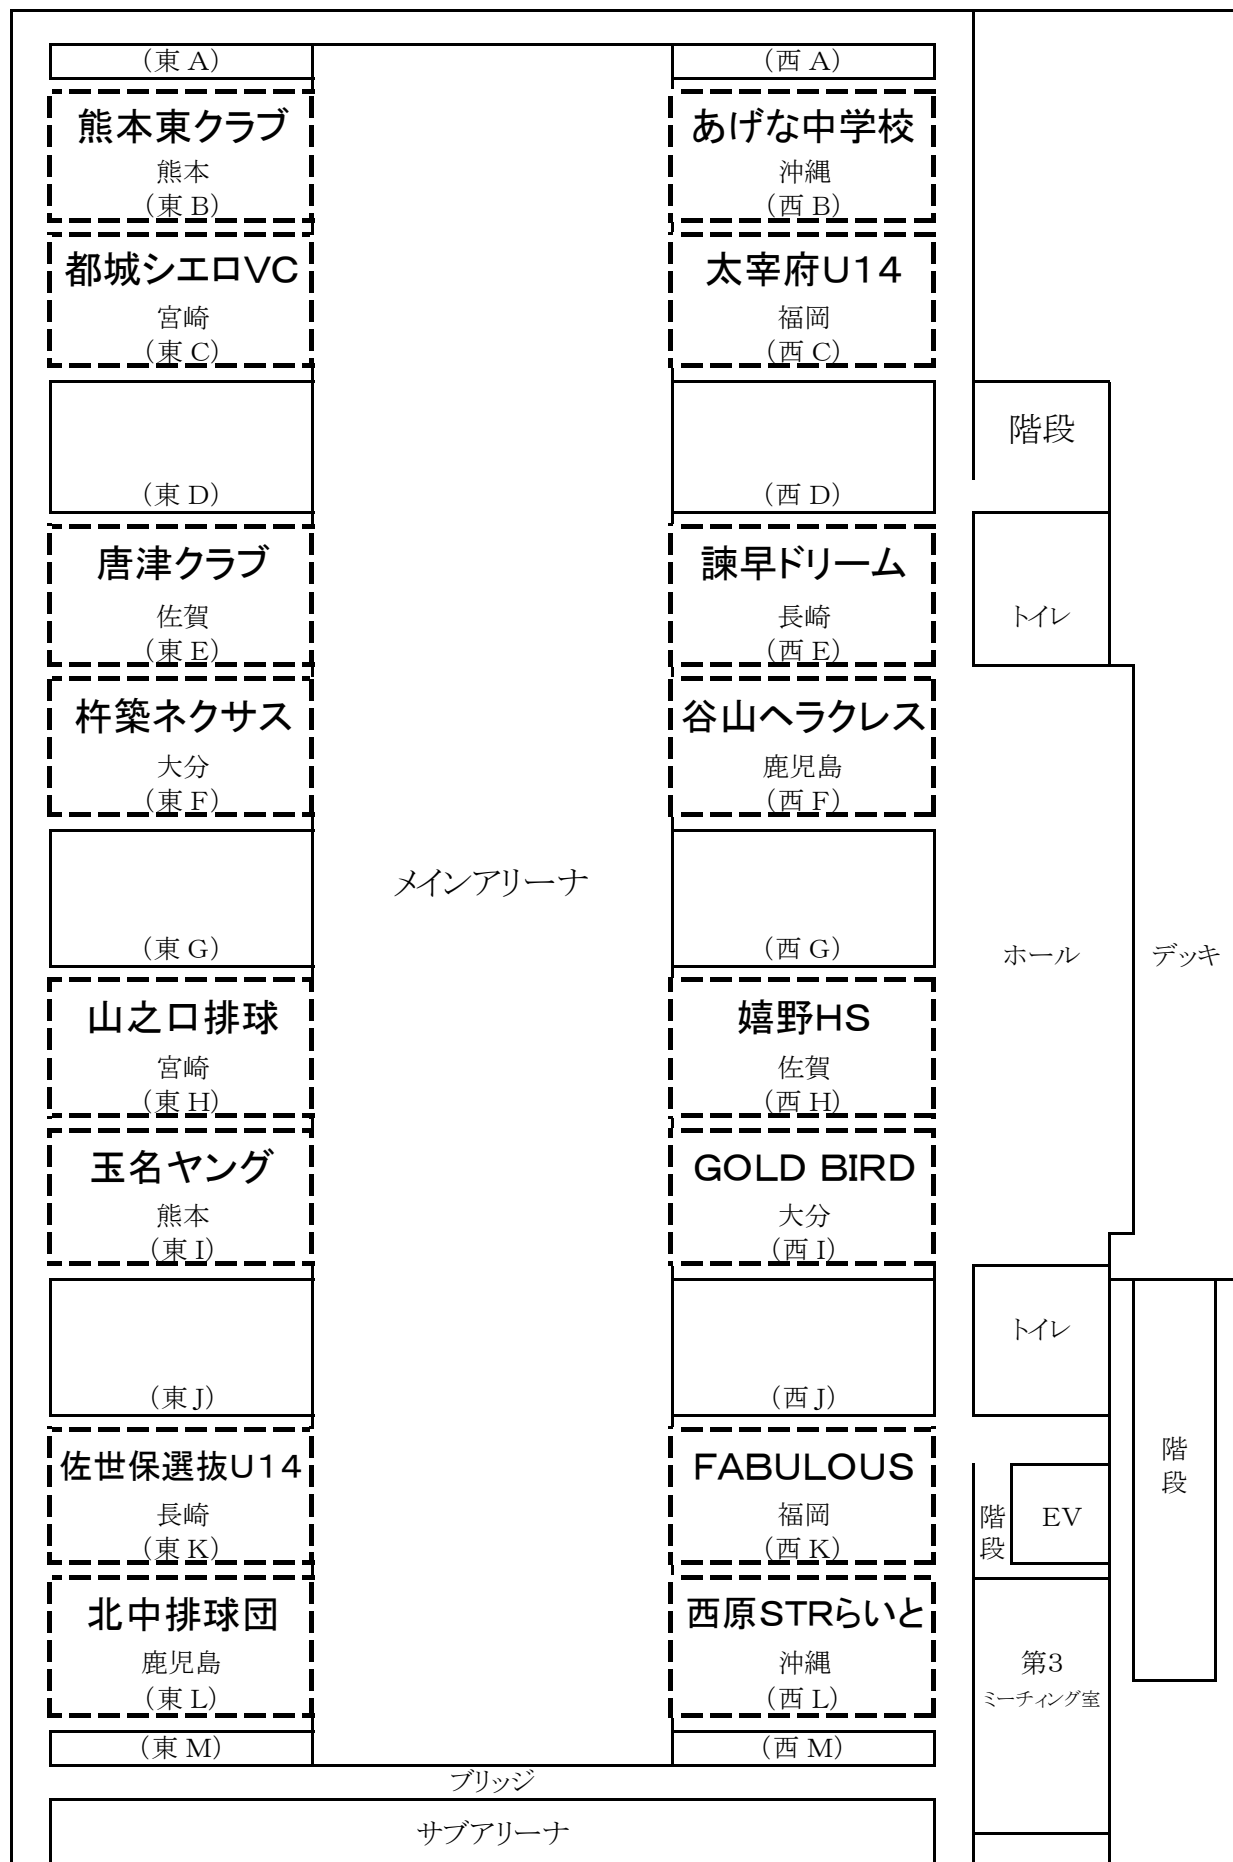 (東 A)
(西 A)
熊本東クラブ
熊本
(東 B)
あげな中学校
沖縄
(西 B)
都城シエロVC
宮崎
(東 C)
太宰府U14
福岡
(西 C)
(東 D)
(西 D)
階段
唐津クラブ
佐賀
(東 E)
諫早ドリーム
長崎
(西 E)
トイレ
杵築ネクサス
大分
(東 F)
谷山ヘラクレス
鹿児島
(西 F)
メインアリーナ
(東 G)
(西 G)
ホール
デッキ
山之口排球
宮崎
(東 H)
嬉野HS
佐賀
(西 H)
玉名ヤング
熊本
(東 I)
GOLD BIRD
大分
(西 I)
(東 J)
(西 J)
トイレ
佐世保選抜U14
長崎
(東 K)
FABULOUS
福岡
(西 K)
階段
EV
階段
北中排球団
鹿児島
(東 L)
西原STRらいと
沖縄
(西 L)
第3
ミーティング室
(東 M)
(西 M)
ブリッジ
サブアリーナ